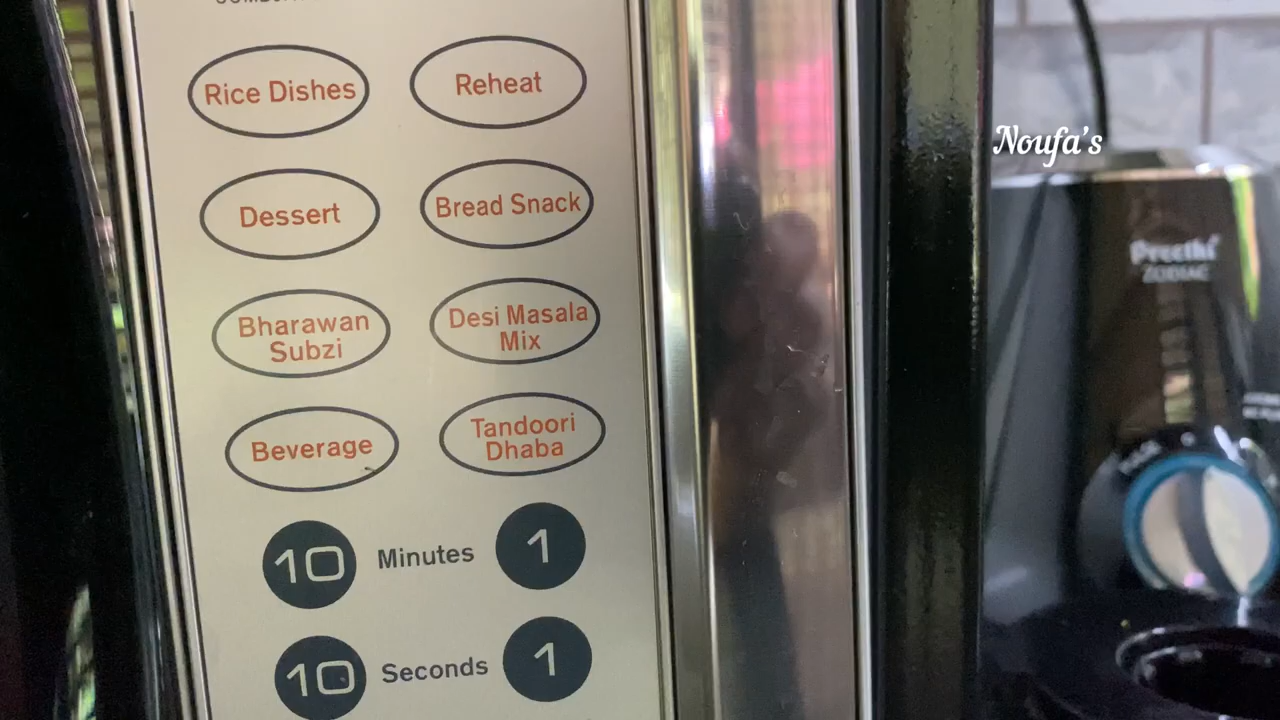 Rice Dishes
Reheat
Dessert
Bread Snack
Bharawan
Subzi
Desi Masala
Mix
Beverage
Tandoori
Dhaba
10 Minutes 1
10 Seconds 1
Noufa's
Preethi
ZODIAC